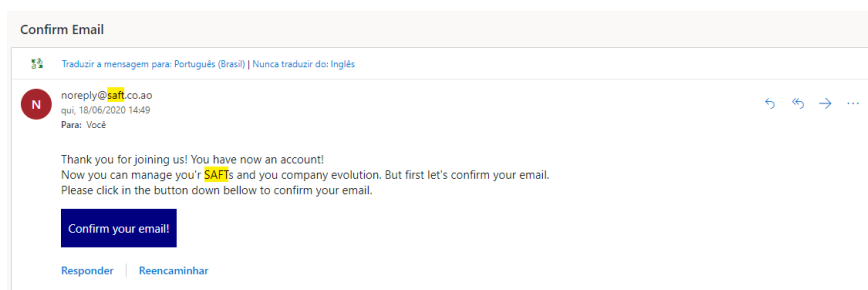 Confirm Email
Traduzir a mensagem para: Português (Brasil) | Nunca traduzir do: Inglês
N
noreply@saft.co.ao
qui, 18/06/2020 14:49
Para: Você
Thank you for joining us! You have now an account!
Now you can manage you'r SAFTs and you company evolution. But first let's confirm your email.
Please click in the button down bellow to confirm your email.
Confirm your email!
Responder | Reencaminhar